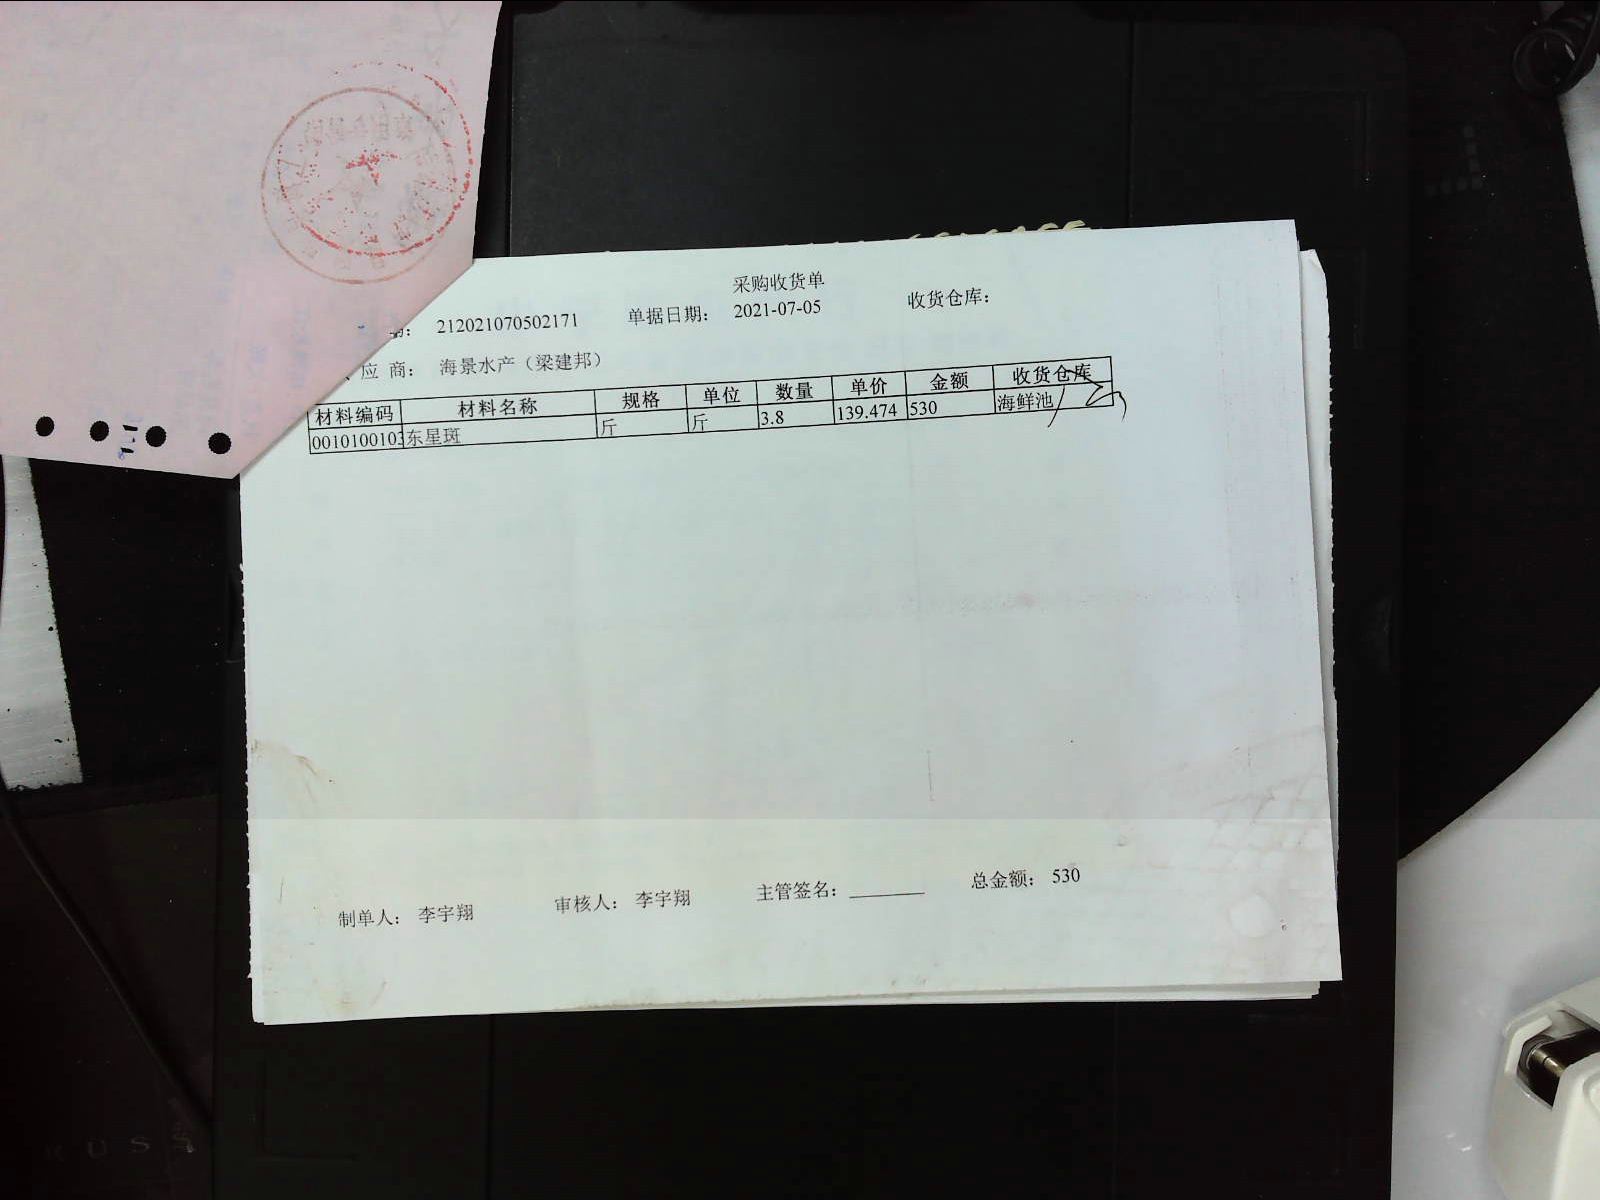 采购收货单
212021070502171 单据日期: 2021-07-05 收货仓库:
应 商: 海景水产（梁建邦）
材料编码 材料名称 规格 单位 数量 单价 金额 收货仓库
0010100103 东星斑 斤 斤 3.8 139.474 530 海鲜池
制单人: 李宇翔 审核人: 李宇翔 主管签名: 总金额: 530